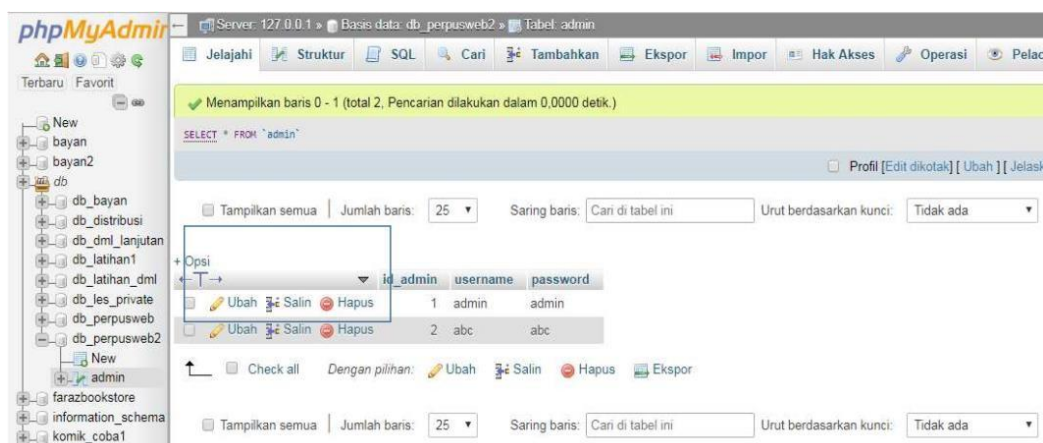 phpMyAdmin
Terbaru Favorit
New
bayan
bayan2
db
db_bayan
db_distribusi
db_dml_lanjutan
db_latihan1
db_latihan_dml
db_les_private
db_perpusweb
db_perpusweb2
New
admin
farazbookstore
information_schema
komik_coba1
Server: 127.0.0.1 » Basis data: db_perpusweb2 » Tabel: admin
Jelajahi Struktur SQL Cari Tambahkan Ekspor Impor Hak Akses Operasi Pelac
Menampilkan baris 0 - 1 (total 2, Pencarian dilakukan dalam 0,0000 detik.)
SELECT * FROM `admin`
Profil [Edit dikotak] [ Ubah ] [ Jelask
Tampilkan semua | Jumlah baris: 25 Saring baris: Cari di tabel ini Urut berdasarkan kunci: Tidak ada
+ Opsi
←T→ id_admin username password
Ubah Salin Hapus 1 admin admin
Ubah Salin Hapus 2 abc abc
Check all Dengan pilihan: Ubah Salin Hapus Ekspor
Tampilkan semua | Jumlah baris: 25 Saring baris: Cari di tabel ini Urut berdasarkan kunci: Tidak ada